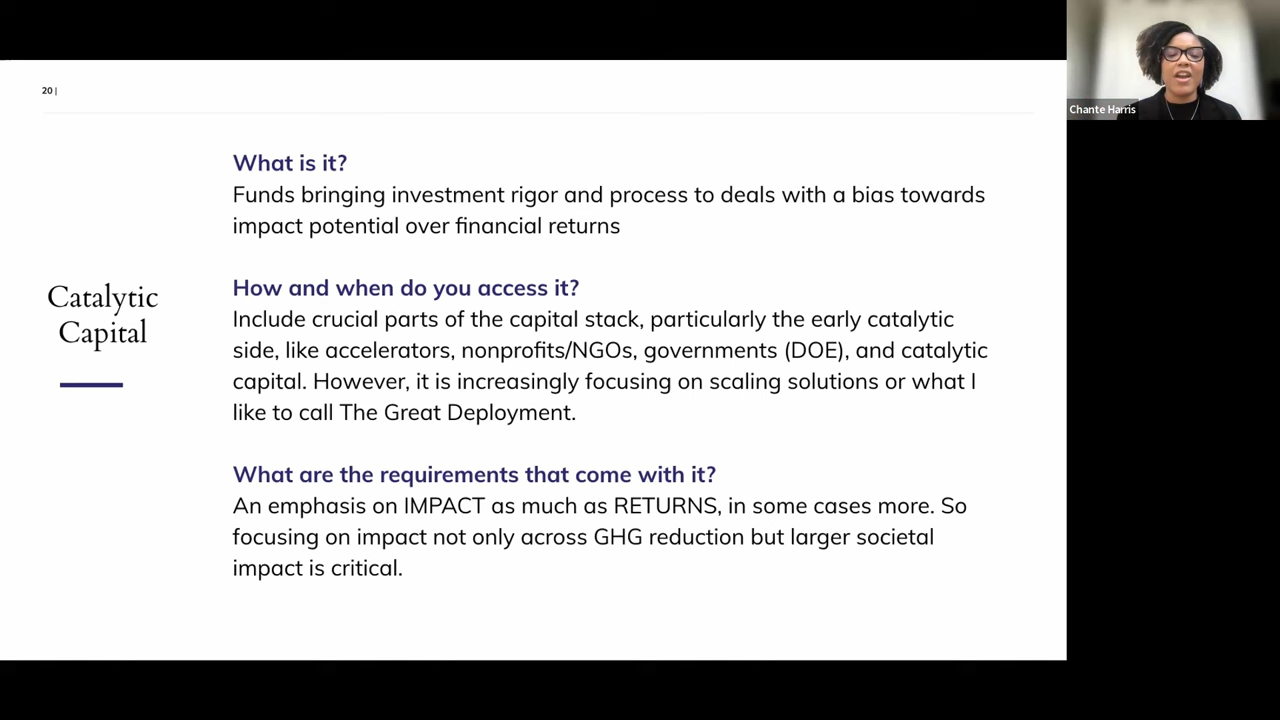 20 |
Chante Harris
What is it?
Funds bringing investment rigor and process to deals with a bias towards
impact potential over financial returns
Catalytic
Capital
How and when do you access it?
Include crucial parts of the capital stack, particularly the early catalytic
side, like accelerators, nonprofits/NGOs, governments (DOE), and catalytic
capital. However, it is increasingly focusing on scaling solutions or what I
like to call The Great Deployment.
What are the requirements that come with it?
An emphasis on IMPACT as much as RETURNS, in some cases more. So
focusing on impact not only across GHG reduction but larger societal
impact is critical.